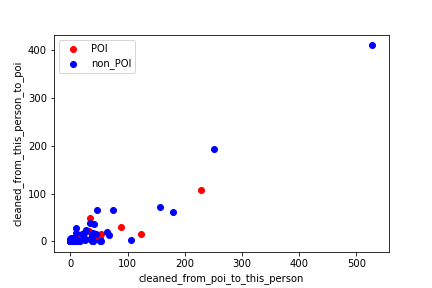 POI
non_POI
400
300
200
100
0
cleaned_from_this_person_to_poi
0 100 200 300 400 500
cleaned_from_poi_to_this_person